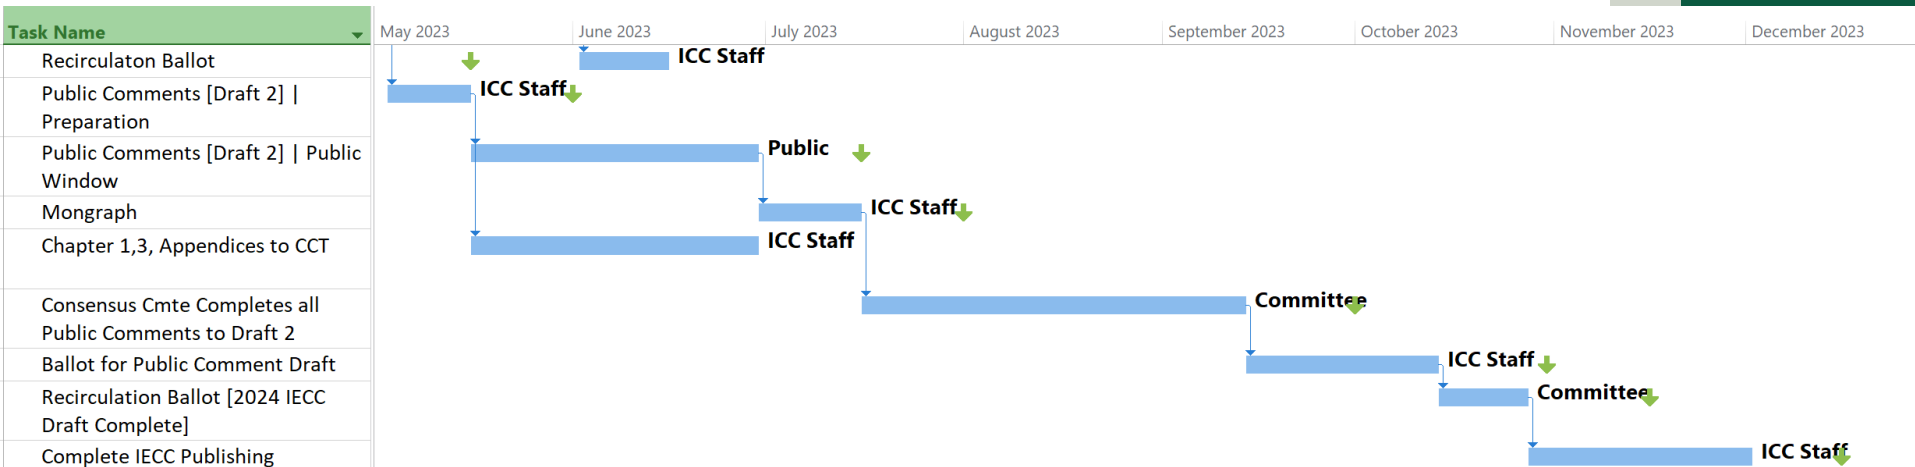 Task Name
May 2023
June 2023
July 2023
August 2023
September 2023
October 2023
November 2023
December 2023
Recirculaton Ballot
ICC Staff
Public Comments [Draft 2] |
Preparation
ICC Staff
Public Comments [Draft 2] | Public
Window
Public
Mongraph
ICC Staff
Chapter 1,3, Appendices to CCT
ICC Staff
Consensus Cmte Completes all
Public Comments to Draft 2
Committee
Ballot for Public Comment Draft
ICC Staff
Recirculation Ballot [2024 IECC
Draft Complete]
Committee
Complete IECC Publishing
ICC Staff